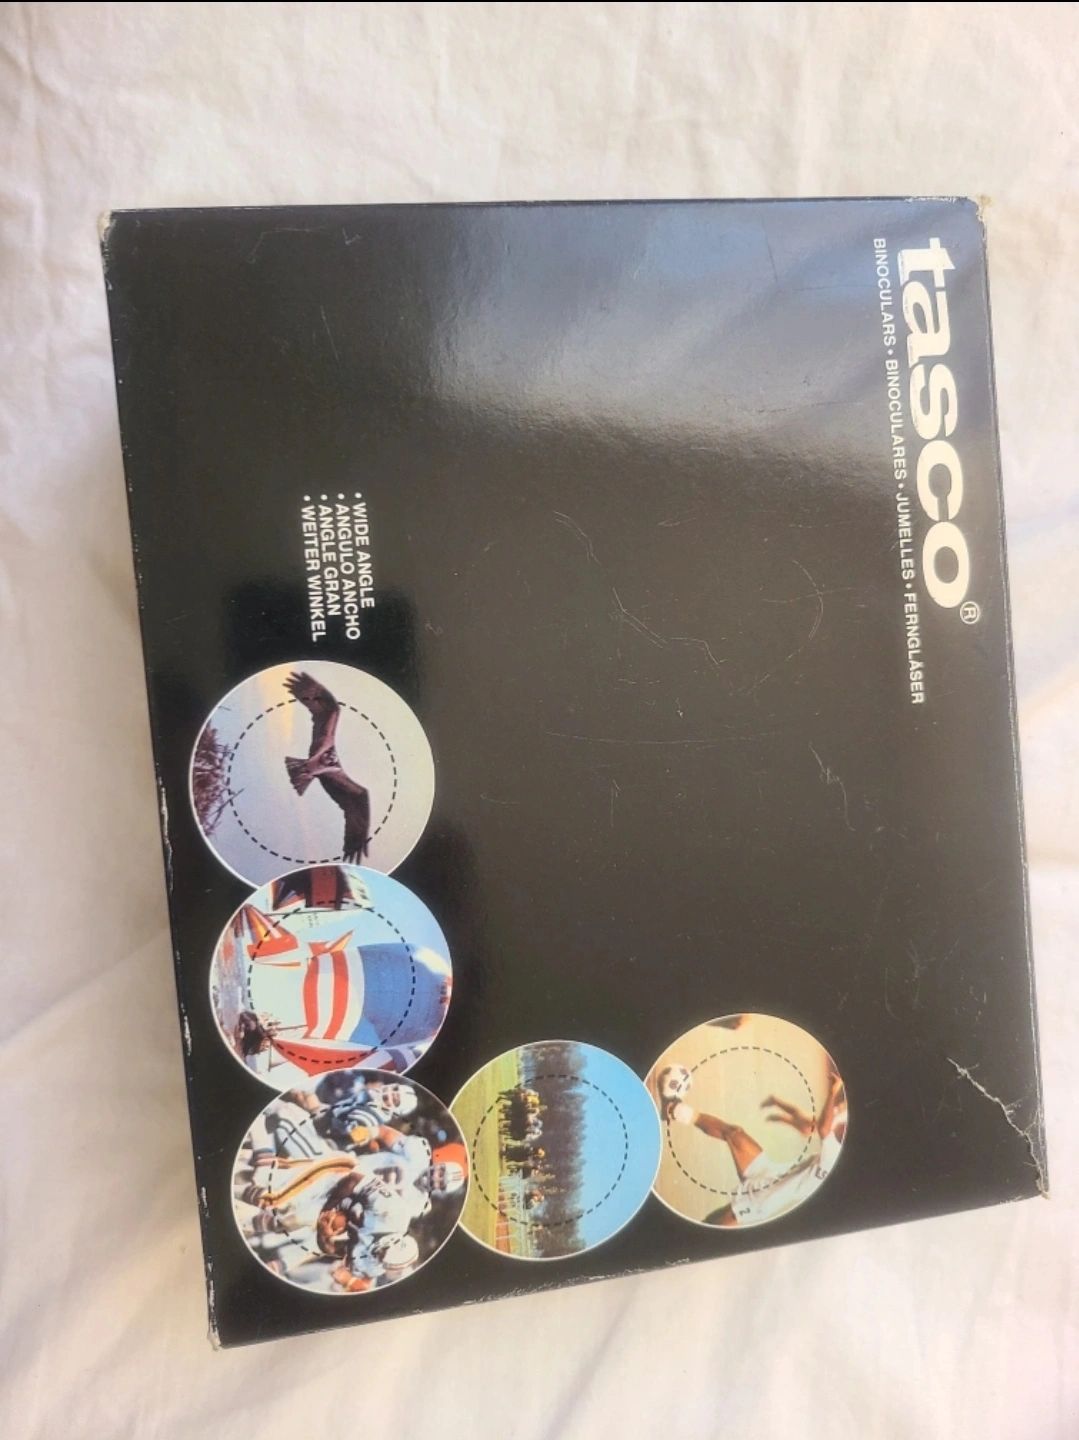 tasco®
BINOCULARS • BINOCULARES • JUMELLES • FERNGLÄSER
• WIDE ANGLE
• ANGULO ANCHO
• ANGLE GRAN
• WEITER WINKEL